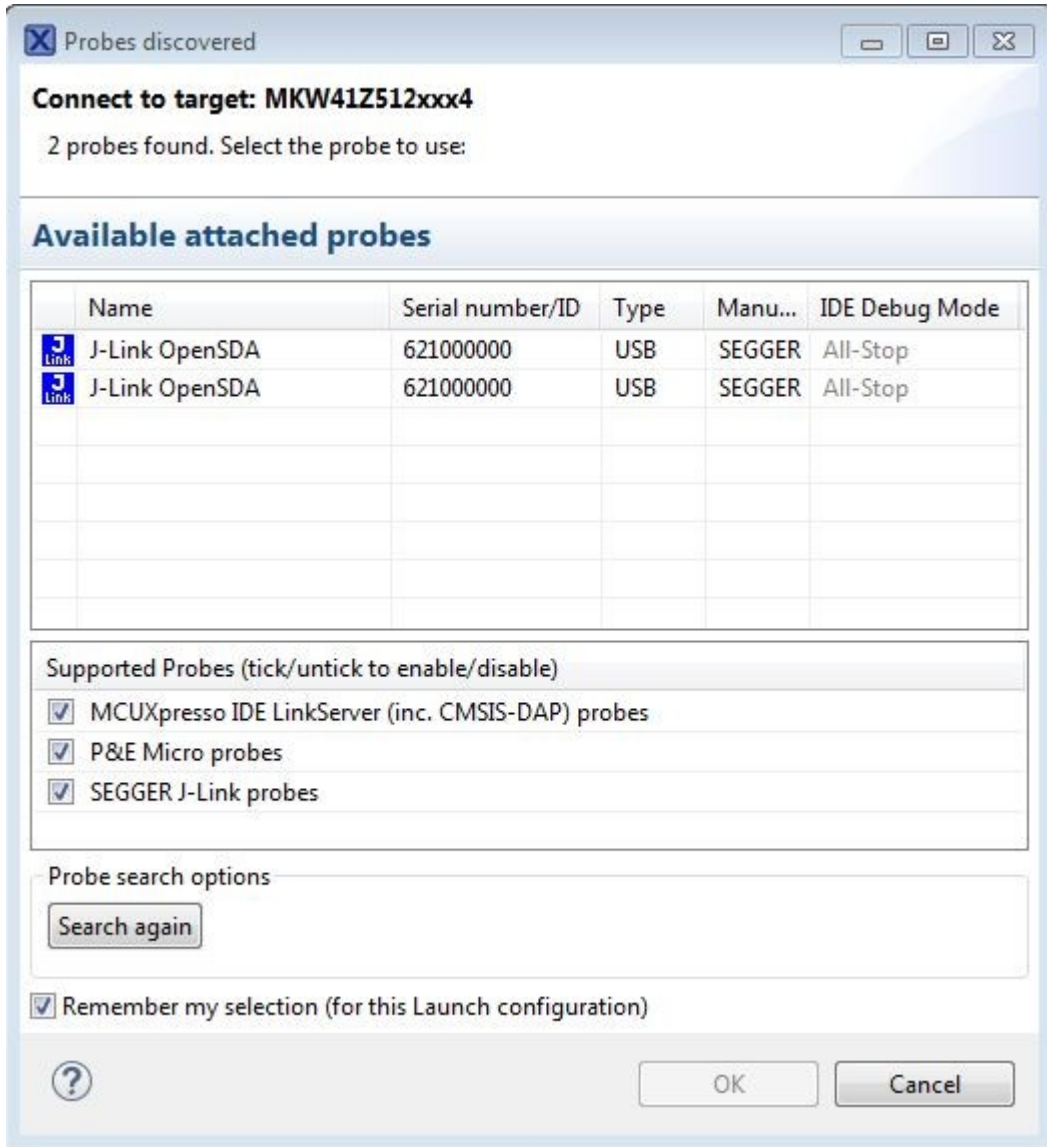 Probes discovered
Connect to target: MKW41Z512xxx4
2 probes found. Select the probe to use:
Available attached probes
Name Serial number/ID Type Manu... IDE Debug Mode
J Link J-Link OpenSDA 621000000 USB SEGGER All-Stop
J Link J-Link OpenSDA 621000000 USB SEGGER All-Stop
Supported Probes (tick/untick to enable/disable)
MCUXpresso IDE LinkServer (inc. CMSIS-DAP) probes
P&E Micro probes
SEGGER J-Link probes
Probe search options
Search again
Remember my selection (for this Launch configuration)
? OK Cancel